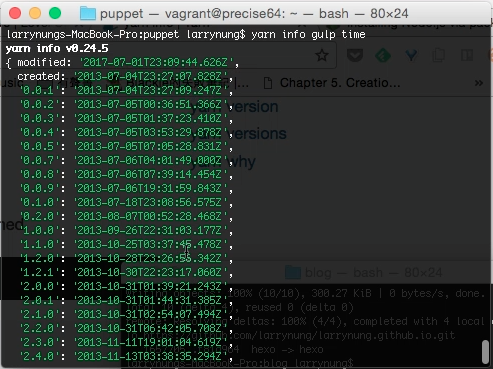 puppet — vagrant@precise64: ~ — bash — 80×24
larrynungs-MacBook-Pro:puppet larrynung$ yarn info gulp time
yarn info v0.24.5
{ modified: '2017-07-01T23:09:44.626Z',
created: '2013-07-04T23:27:07.828Z',
'0.0.1': '2013-07-04T23:27:09.247Z',
'0.0.2': '2013-07-05T00:36:51.366Z',
'0.0.3': '2013-07-05T01:37:23.410Z',
'0.0.4': '2013-07-05T03:53:29.878Z',
'0.0.5': '2013-07-05T07:05:28.831Z',
'0.0.7': '2013-07-06T04:01:49.000Z',
'0.0.8': '2013-07-06T07:39:14.454Z',
'0.0.9': '2013-07-06T19:31:59.843Z',
'0.1.0': '2013-07-18T23:08:56.575Z',
'0.2.0': '2013-08-07T00:52:28.468Z',
'1.0.0': '2013-09-26T22:31:03.177Z',
'1.1.0': '2013-10-25T03:37:45.478Z',
'1.2.0': '2013-10-28T23:26:53.342Z',
'1.2.1': '2013-10-30T22:23:17.060Z',
'2.0.0': '2013-10-31T01:39:21.243Z',
'2.0.1': '2013-10-31T01:44:31.385Z',
'2.1.0': '2013-10-31T02:54:07.494Z',
'2.2.0': '2013-10-31T06:42:05.708Z',
'2.3.0': '2013-11-11T19:01:04.619Z',
'2.4.0': '2013-11-13T03:38:35.294Z',
Chapter 5. Creatio...
version
versions
why
blog — bash — 80×24
100% (10/10), 300.27 KiB | 0 bytes/s, done.
), reused 0 (delta 0)
deltas: 100% (4/4), completed with 4 local
.com/larrynung/larrynung.github.io.git
hexo -> hexo
-MacBook-Pro:blog larrynung$